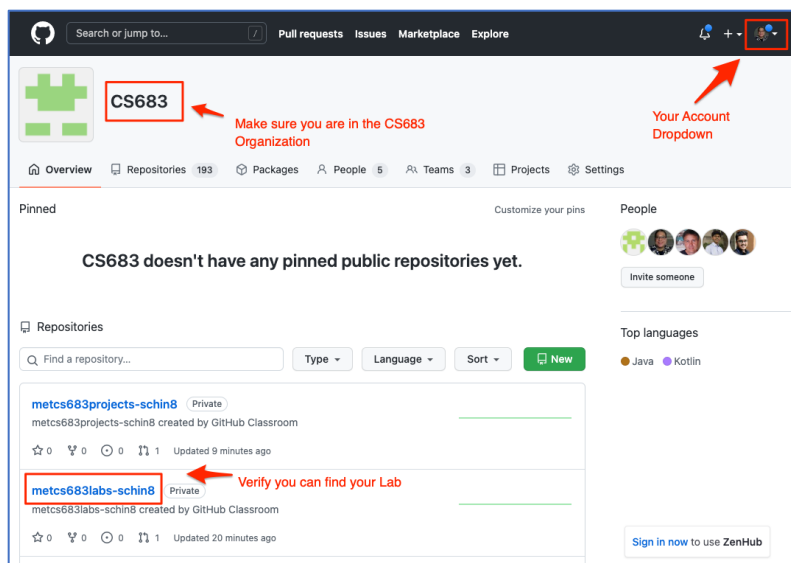 Search or jump to... /
Pull requests Issues Marketplace Explore
CS683
Make sure you are in the CS683
Organization
Your Account
Dropdown
Overview Repositories 193 Packages People 5 Teams 3 Projects Settings
Pinned
Customize your pins
CS683 doesn't have any pinned public repositories yet.
People
Invite someone
Repositories
Find a repository...
Type Language Sort New
Top languages
Java Kotlin
metcs683projects-schin8 Private
metcs683projects-schin8 created by GitHub Classroom
0 0 0 1 Updated 9 minutes ago
metcs683labs-schin8 Private
Verify you can find your Lab
metcs683labs-schin8 created by GitHub Classroom
0 0 0 1 Updated 20 minutes ago
Sign in now to use ZenHub